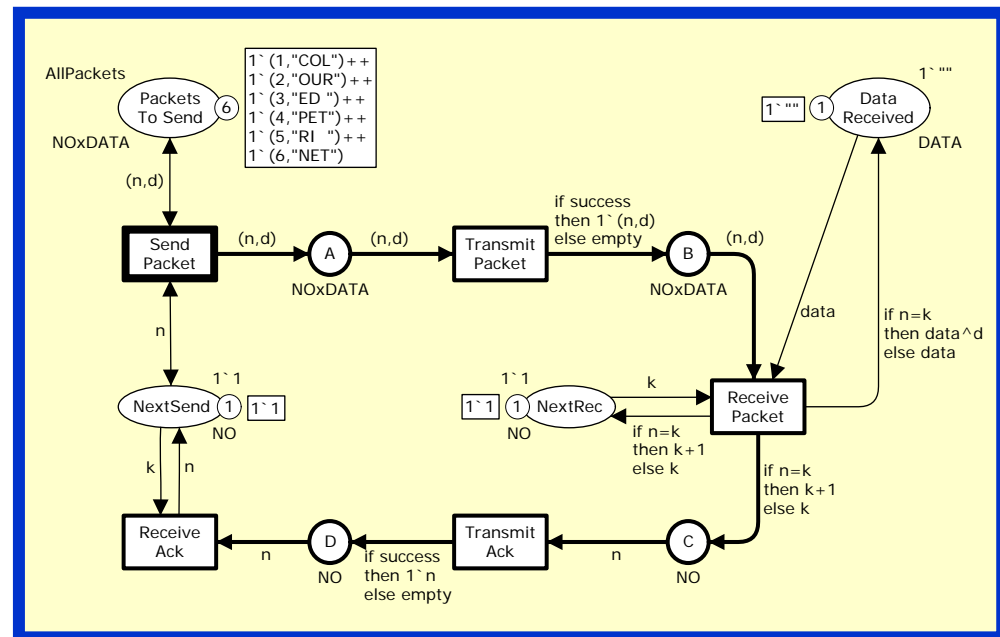 AllPackets
Packets
To Send
6
NOxDATA
1`(1,"COL")++
1`(2,"OUR")++
1`(3,"ED ")++
1`(4,"PET")++
1`(5,"RI  ")++
1`(6,"NET")
1`""
1`""
1
Data
Received
DATA
(n,d)
Send
Packet
(n,d)
A
NOxDATA
(n,d)
Transmit
Packet
if success
then 1`(n,d)
else empty
B
NOxDATA
(n,d)
data
if n=k
then data^d
else data
n
1`1
NextSend
1
1`1
NO
1`1
1`1
1
NextRec
NO
k
if n=k
then k+1
else k
Receive
Packet
if n=k
then k+1
else k
k
n
Receive
Ack
n
D
NO
if success
then 1`n
else empty
Transmit
Ack
n
C
NO